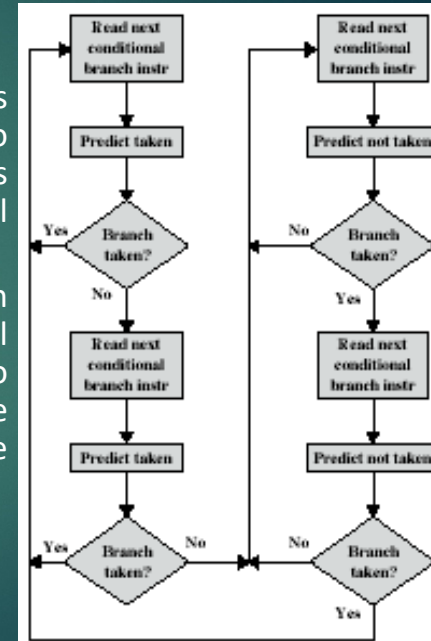 Read next
conditional
branch instr
Predict taken
Yes
Branch
taken?
No
Read next
conditional
branch instr
Predict taken
Yes
Branch
taken?
No
Read next
conditional
branch instr
Predict not taken
No
Branch
taken?
Yes
Read next
conditional
branch instr
Predict not taken
No
Branch
taken?
Yes